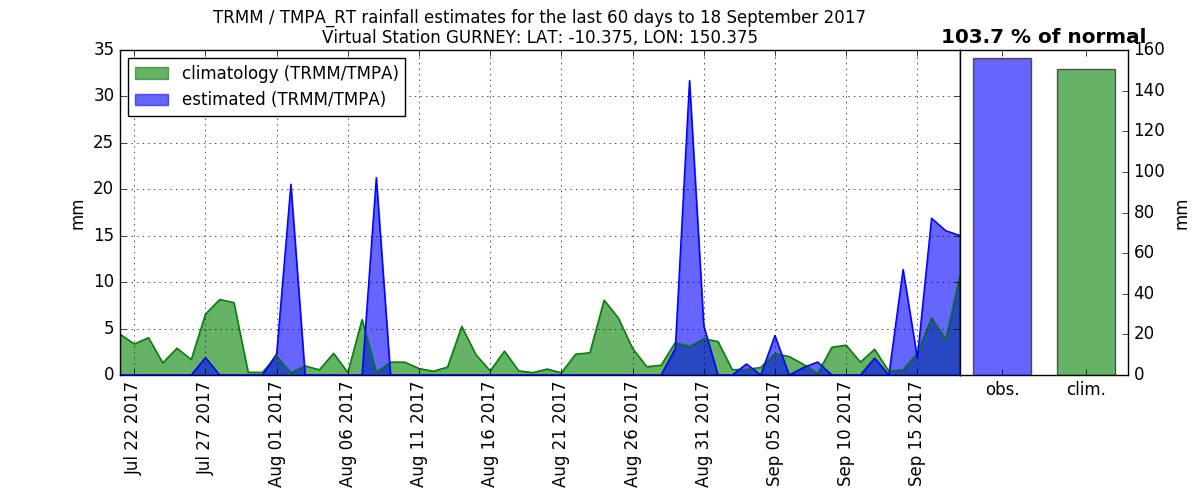 TRMM / TMPA_RT rainfall estimates for the last 60 days to 18 September 2017
Virtual Station GURNEY: LAT: -10.375, LON: 150.375
103.7 % of normal
climatology (TRMM/TMPA)
estimated (TRMM/TMPA)
35
30
25
20
15
10
5
0
mm
Jul 22 2017
Jul 27 2017
Aug 01 2017
Aug 06 2017
Aug 11 2017
Aug 16 2017
Aug 21 2017
Aug 26 2017
Aug 31 2017
Sep 05 2017
Sep 10 2017
Sep 15 2017
obs.
clim.
160
140
120
100
80
60
40
20
0
mm